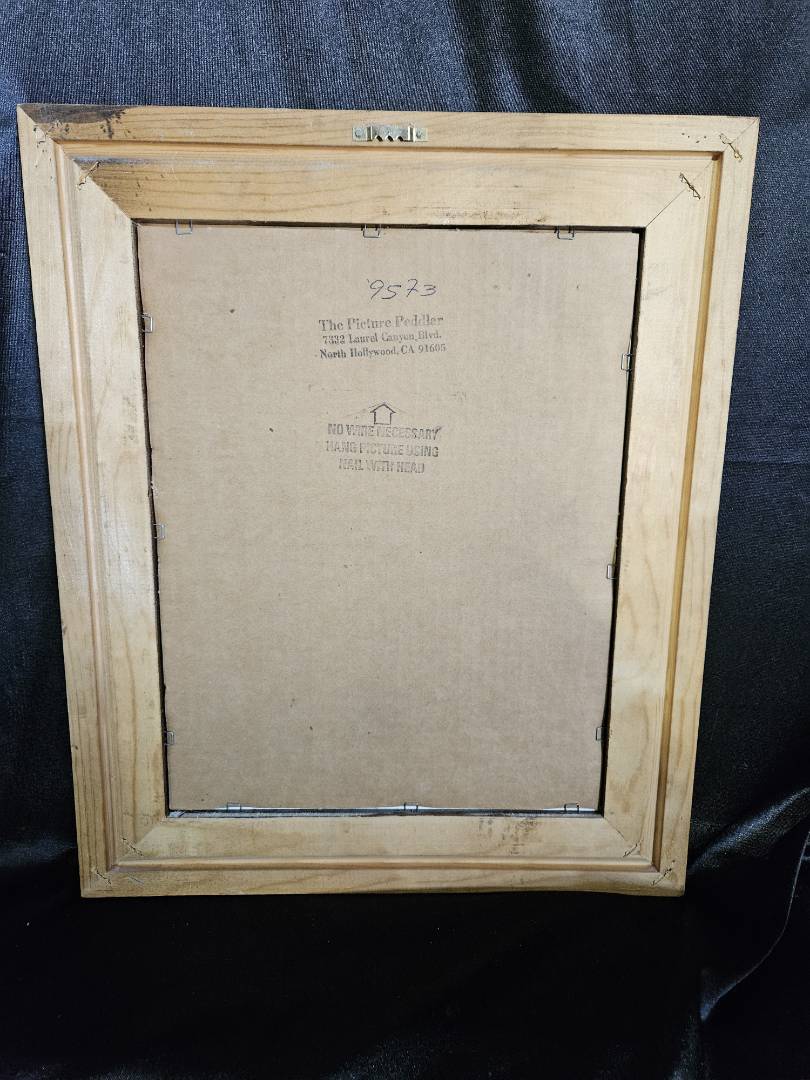 9573
The Picture Peddler
7332 Laurel Canyon, Blvd.
North Hollywood, CA 91605
NO WIRE NECESSARY
HANG PICTURE USING
NAIL WITH HEAD